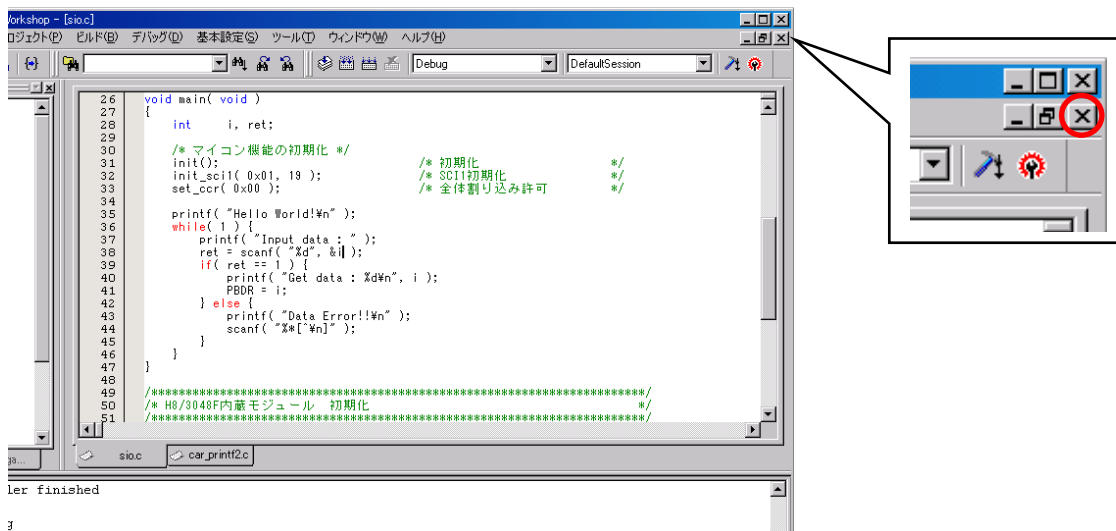 Workshop - [sio.c]
ロジェクト(P) ビルド(B) デバッグ(D) 基本設定(S) ツール(T) ウィンドウ(W) ヘルプ(H)
Debug DefaultSession
26 void main( void )
27 {
28 int i, ret;
29
30 /* マイコン機能の初期化 */
31 init(); /* 初期化 */
32 init_sci1( 0x01, 19 ); /* SCI1初期化 */
33 set_ccr( 0x00 ); /* 全体割り込み許可 */
34
35 printf( "Hello World!¥n" );
36 while( 1 ) {
37 printf( "Input data : " );
38 ret = scanf( "%d", &i );
39 if( ret == 1 ) {
40 printf( "Get data : %d¥n", i );
41 PBDR = i;
42 } else {
43 printf( "Data Error!!¥n" );
44 scanf( "%*[^¥n]" );
45 }
46 }
47 }
48
49 /************************************************************************/
50 /* H8/3048F内蔵モジュール 初期化 */
51 /************************************************************************/
ga... sio.c car_printf2.c
ler finished
g